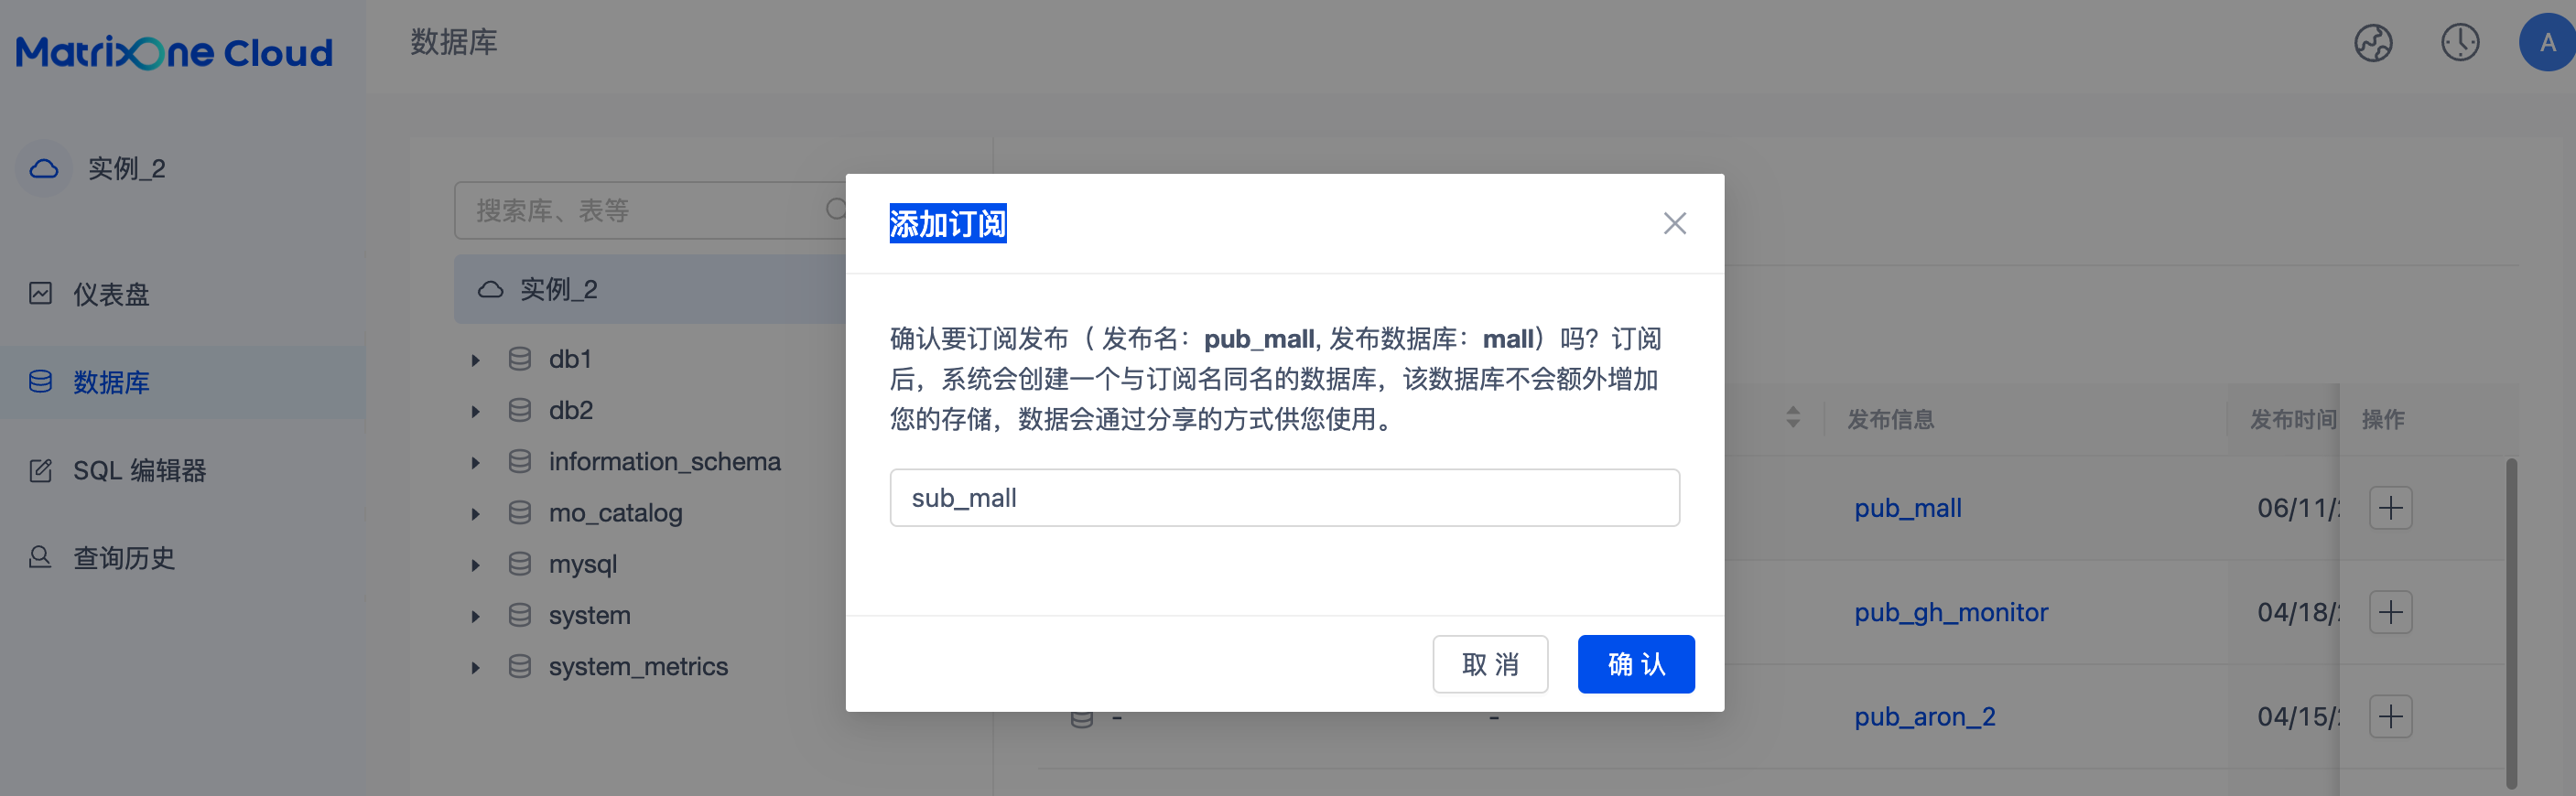 MatrixOne Cloud
数据库
A
实例_2
仪表盘
数据库
SQL 编辑器
查询历史
搜索库、表等
实例_2
db1
db2
information_schema
mo_catalog
mysql
system
system_metrics
添加订阅
确认要订阅发布（ 发布名：pub_mall, 发布数据库：mall）吗？订阅
后，系统会创建一个与订阅名同名的数据库，该数据库不会额外增加
您的存储，数据会通过分享的方式供您使用。
sub_mall
取 消
确 认
发布信息 发布时间 操作
pub_mall 06/11/
pub_gh_monitor 04/18/
- - pub_aron_2 04/15/